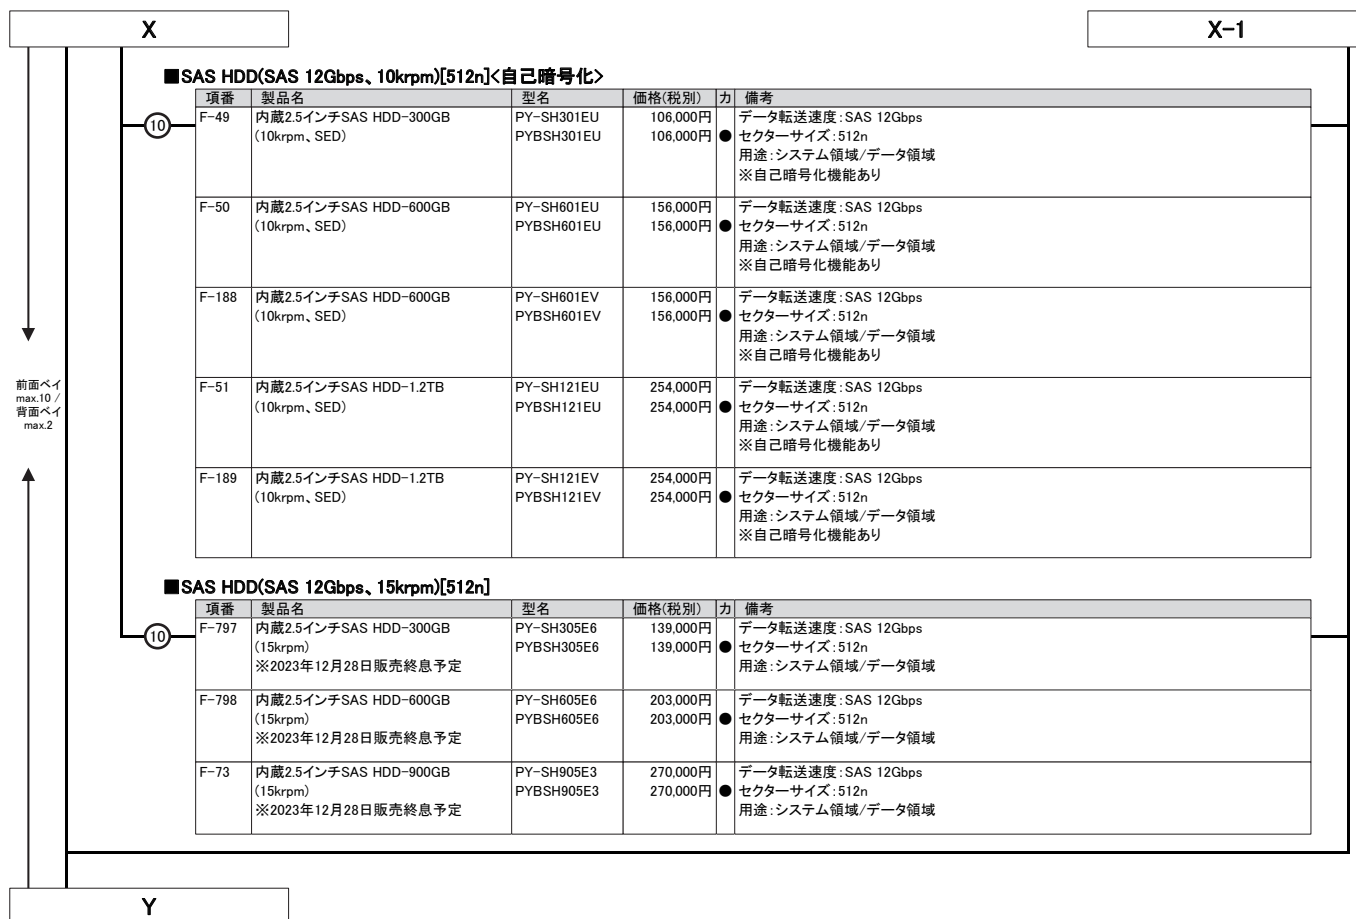 X
X-1
■SAS HDD(SAS 12Gbps、10krpm)[512n]<自己暗号化>
項番 製品名 型名 価格(税別) カ 備考
⑩ F-49 内蔵2.5インチSAS HDD-300GB PY-SH301EU 106,000円 データ転送速度:SAS 12Gbps
(10krpm、SED) PYBSH301EU 106,000円 ● セクターサイズ:512n
用途:システム領域/データ領域
※自己暗号化機能あり
F-50 内蔵2.5インチSAS HDD-600GB PY-SH601EU 156,000円 データ転送速度:SAS 12Gbps
(10krpm、SED) PYBSH601EU 156,000円 ● セクターサイズ:512n
用途:システム領域/データ領域
※自己暗号化機能あり
F-188 内蔵2.5インチSAS HDD-600GB PY-SH601EV 156,000円 データ転送速度:SAS 12Gbps
(10krpm、SED) PYBSH601EV 156,000円 ● セクターサイズ:512n
用途:システム領域/データ領域
※自己暗号化機能あり
前面ベイ
max.10 /
背面ベイ
max.2
F-51 内蔵2.5インチSAS HDD-1.2TB PY-SH121EU 254,000円 データ転送速度:SAS 12Gbps
(10krpm、SED) PYBSH121EU 254,000円 ● セクターサイズ:512n
用途:システム領域/データ領域
※自己暗号化機能あり
F-189 内蔵2.5インチSAS HDD-1.2TB PY-SH121EV 254,000円 データ転送速度:SAS 12Gbps
(10krpm、SED) PYBSH121EV 254,000円 ● セクターサイズ:512n
用途:システム領域/データ領域
※自己暗号化機能あり
■SAS HDD(SAS 12Gbps、15krpm)[512n]
項番 製品名 型名 価格(税別) カ 備考
⑩ F-797 内蔵2.5インチSAS HDD-300GB PY-SH305E6 139,000円 データ転送速度:SAS 12Gbps
(15krpm) PYBSH305E6 139,000円 ● セクターサイズ:512n
※2023年12月28日販売終息予定 用途:システム領域/データ領域
F-798 内蔵2.5インチSAS HDD-600GB PY-SH605E6 203,000円 データ転送速度:SAS 12Gbps
(15krpm) PYBSH605E6 203,000円 ● セクターサイズ:512n
※2023年12月28日販売終息予定 用途:システム領域/データ領域
F-73 内蔵2.5インチSAS HDD-900GB PY-SH905E3 270,000円 データ転送速度:SAS 12Gbps
(15krpm) PYBSH905E3 270,000円 ● セクターサイズ:512n
※2023年12月28日販売終息予定 用途:システム領域/データ領域
Y